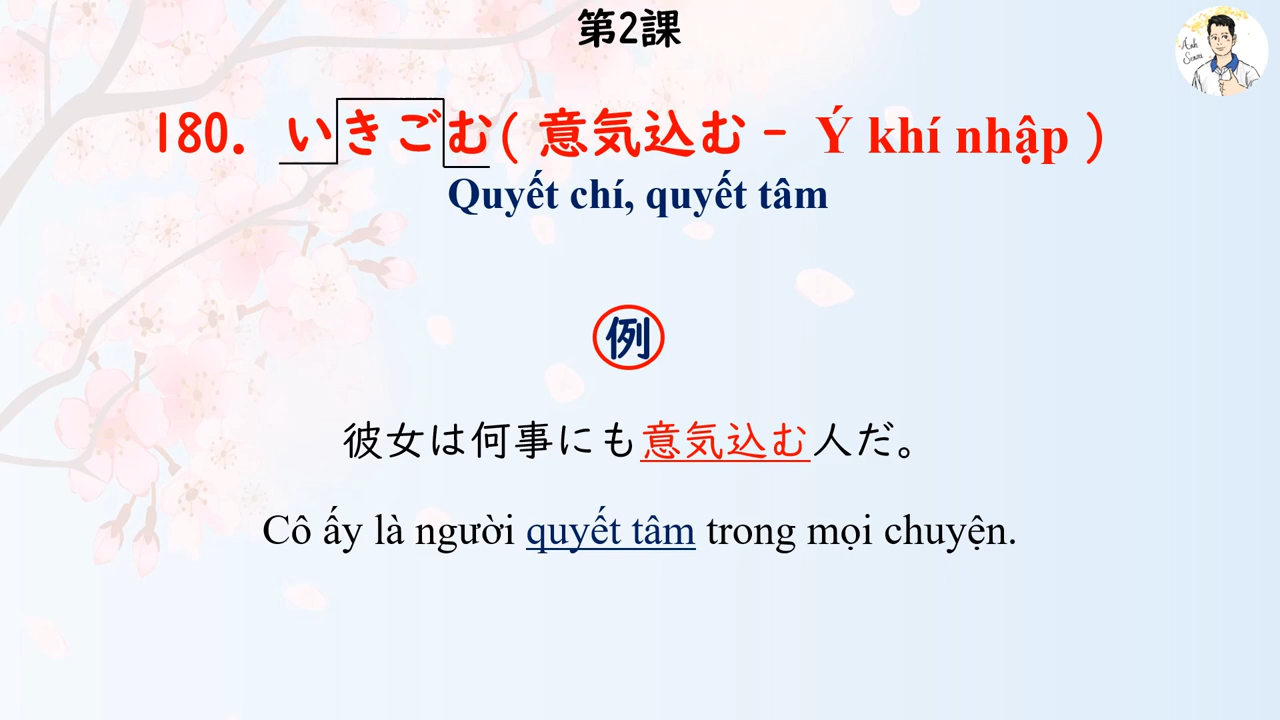 第2課
Anh Sensei
180. いきごむ( 意気込む - Ý khí nhập )
Quyết chí, quyết tâm
例
彼女は何事にも意気込む人だ。
Cô ấy là người quyết tâm trong mọi chuyện.